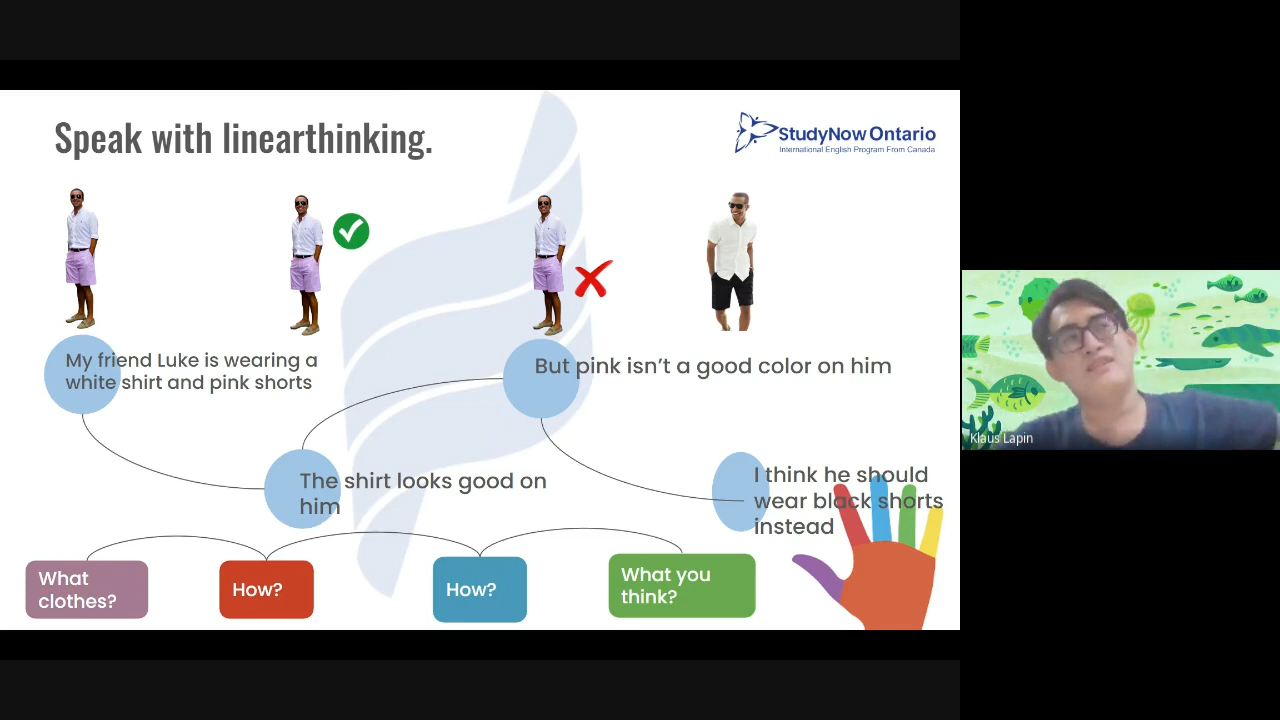 Speak with linearthinking.
StudyNow Ontario
International English Program From Canada
My friend Luke is wearing a
white shirt and pink shorts
But pink isn't a good color on him
The shirt looks good on
him
I think he should
wear black shorts
instead
What
clothes?
How?
How?
What you
think?
Klaus Lapin